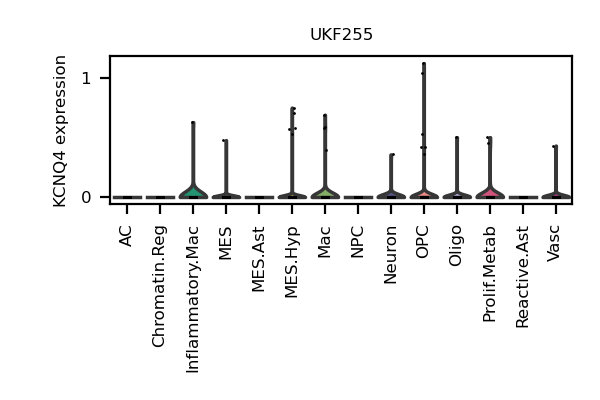 UKF255
KCNQ4 expression
1
0
AC
Chromatin.Reg
Inflammatory.Mac
MES
MES.Ast
MES.Hyp
Mac
NPC
Neuron
OPC
Oligo
Prolif.Metab
Reactive.Ast
Vasc